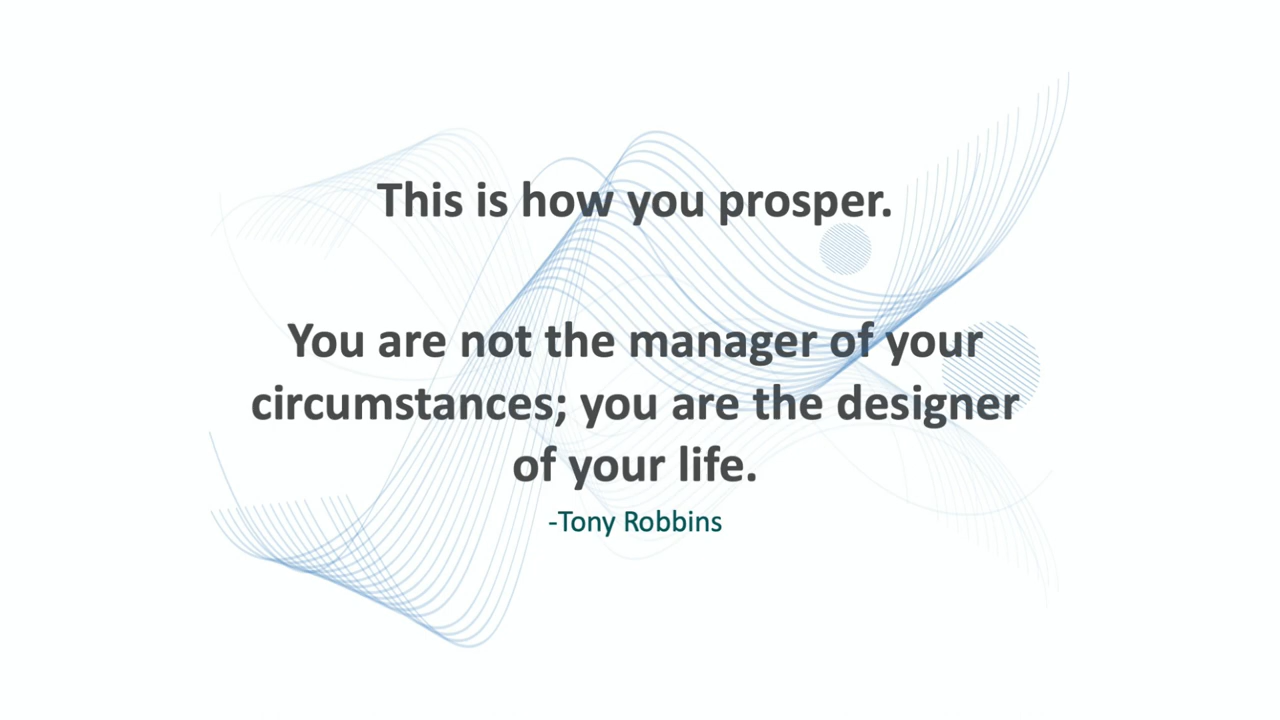 This is how you prosper.
You are not the manager of your
circumstances; you are the designer
of your life.
-Tony Robbins